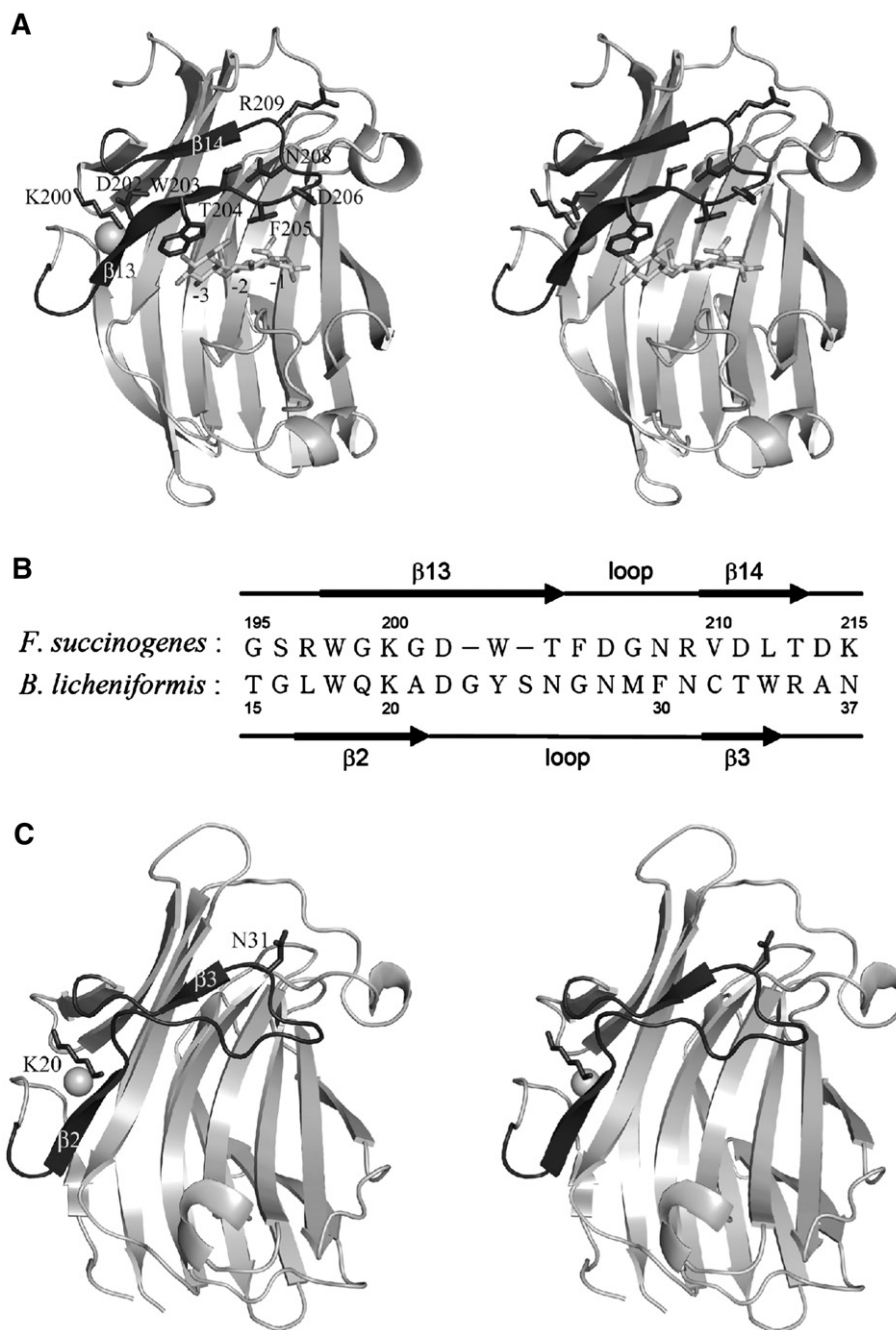 A
R209
β14
N208
D202 W203
K200
T204
D206
F205
β13
-3 -2 -1
B
β13 loop β14
195 200 210 215
F. succinogenes : G S R W G K G D – W – T F D G N R V D L T D K
B. licheniformis : T G L W Q K A D G Y S N G N M F N C T W R A N
15 20 30 37
β2 loop β3
C
N31
β3
K20
β2